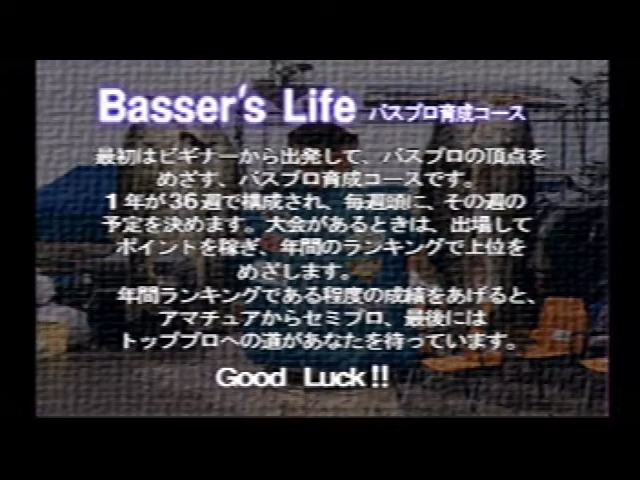 Basser's Life バスプロ育成コース
最初はビギナーから出発して、バスプロの頂点を
めざす、バスプロ育成コースです。
1年が36週で構成され、毎週頭に、その週の
予定を決めます。大会があるときは、出場して
ポイントを稼ぎ、年間のランキングで上位を
めざします。
年間ランキングである程度の成績をあげると、
アマチュアからセミプロ、最後には
トッププロへの道があなたを待っています。
Good Luck!!